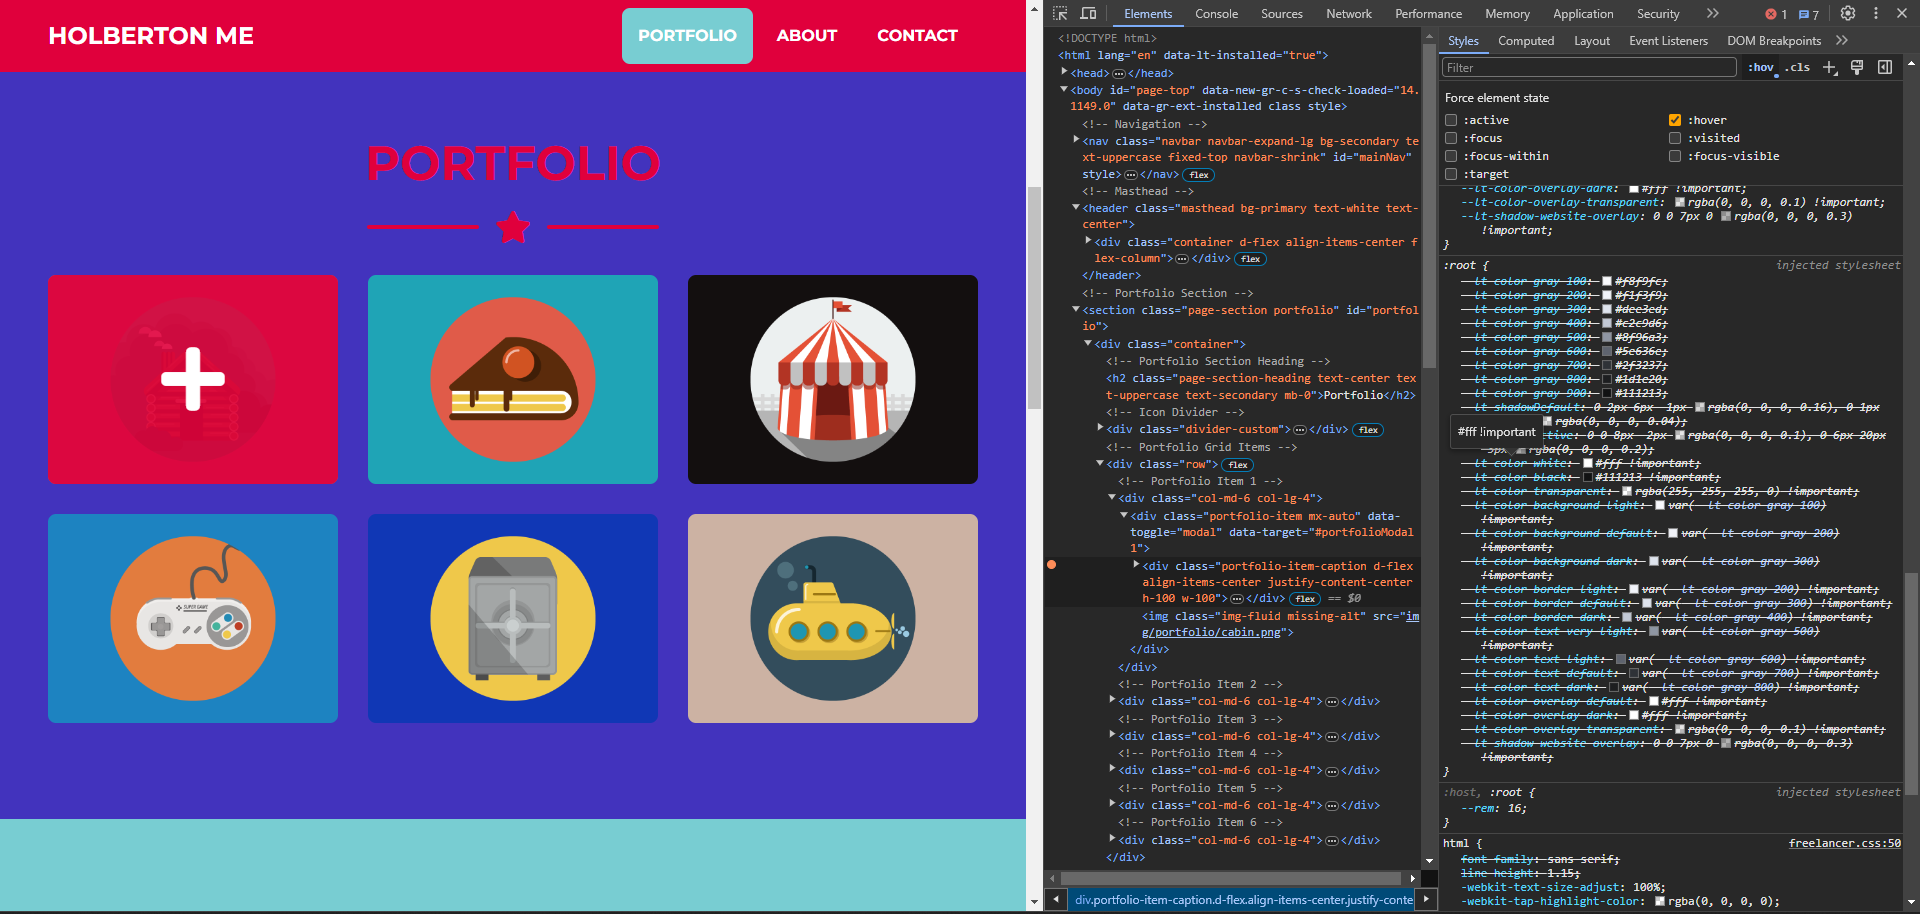 HOLBERTON ME
PORTFOLIO
ABOUT
CONTACT
PORTFOLIO
SUPER GAME
Elements
Console
Sources
Network
Performance
Memory
Application
Security
1
7
<!DOCTYPE html>
<html lang="en" data-lt-installed="true">
<head>
</head>
<body id="page-top" data-new-gr-c-s-check-loaded="14.
1149.0" data-gr-ext-installed class style>
<!-- Navigation -->
<nav class="navbar navbar-expand-lg bg-secondary te
xt-uppercase fixed-top navbar-shrink" id="mainNav"
style>
</nav>
flex
<!-- Masthead -->
<header class="masthead bg-primary text-white text-
center">
<div class="container d-flex align-items-center f
lex-column">
</div>
flex
</header>
<!-- Portfolio Section -->
<section class="page-section portfolio" id="portfol
io">
<div class="container">
<!-- Portfolio Section Heading -->
<h2 class="page-section-heading text-center tex
t-uppercase text-secondary mb-0">Portfolio</h2>
<!-- Icon Divider -->
<div class="divider-custom">
</div>
flex
<!-- Portfolio Grid Items -->
<div class="row">
flex
<!-- Portfolio Item 1 -->
<div class="col-md-6 col-lg-4">
<div class="portfolio-item mx-auto" data-
toggle="modal" data-target="#portfolioModal
1">
<div class="portfolio-item-caption d-flex
align-items-center justify-content-center
h-100 w-100">
</div>
flex
== $0
<img class="img-fluid missing-alt" src="im
g/portfolio/cabin.png">
</div>
</div>
<!-- Portfolio Item 2 -->
<div class="col-md-6 col-lg-4">
</div>
<!-- Portfolio Item 3 -->
<div class="col-md-6 col-lg-4">
</div>
<!-- Portfolio Item 4 -->
<div class="col-md-6 col-lg-4">
</div>
<!-- Portfolio Item 5 -->
<div class="col-md-6 col-lg-4">
</div>
<!-- Portfolio Item 6 -->
<div class="col-md-6 col-lg-4">
</div>
</div>
div.portfolio-item-caption.d-flex.align-items-center.justify-conte
Styles
Computed
Layout
Event Listeners
DOM Breakpoints
Filter
:hov
.cls
Force element state
:active
:hover
:focus
:visited
:focus-within
:focus-visible
:target
--lt-color-overlay-dark: #fff !important;
--lt-color-overlay-transparent: rgba(0, 0, 0, 0.1) !important;
--lt-shadow-website-overlay: 0 0 7px 0 rgba(0, 0, 0, 0.3)
!important;
}
:root {
injected stylesheet
--lt-color-gray-100: #f8f9fc;
--lt-color-gray-200: #f1f3f9;
--lt-color-gray-300: #dee3ed;
--lt-color-gray-400: #c2c9d6;
--lt-color-gray-500: #8f96a3;
--lt-color-gray-600: #5e636e;
--lt-color-gray-700: #2f3237;
--lt-color-gray-800: #1d1e20;
--lt-color-gray-900: #111213;
--lt-shadowDefault: 0 2px 6px -1px rgba(0, 0, 0, 0.16), 0 1px
rgba(0, 0, 0, 0.04);
#fff !important
tive: 0 0 8px -2px rgba(0, 0, 0, 0.1), 0 6px 20px
-5px rgba(0, 0, 0, 0.2);
--lt-color-white: #fff !important;
--lt-color-black: #111213 !important;
--lt-color-transparent: rgba(255, 255, 255, 0) !important;
--lt-color-background-light: var(--lt-color-gray-100)
!important;
--lt-color-background-default: var(--lt-color-gray-200)
!important;
--lt-color-background-dark: var(--lt-color-gray-300)
!important;
--lt-color-border-light: var(--lt-color-gray-200) !important;
--lt-color-border-default: var(--lt-color-gray-300) !important;
--lt-color-border-dark: var(--lt-color-gray-400) !important;
--lt-color-text-very-light: var(--lt-color-gray-500)
!important;
--lt-color-text-light: var(--lt-color-gray-600) !important;
--lt-color-text-default: var(--lt-color-gray-700) !important;
--lt-color-text-dark: var(--lt-color-gray-800) !important;
--lt-color-overlay-default: #fff !important;
--lt-color-overlay-dark: #fff !important;
--lt-color-overlay-transparent: rgba(0, 0, 0, 0.1) !important;
--lt-shadow-website-overlay: 0 0 7px 0 rgba(0, 0, 0, 0.3)
!important;
}
:host, :root {
injected stylesheet
--rem: 16;
}
html {
freelancer.css:50
font-family: sans-serif;
line-height: 1.15;
-webkit-text-size-adjust: 100%;
-webkit-tap-highlight-color: rgba(0, 0, 0, 0);